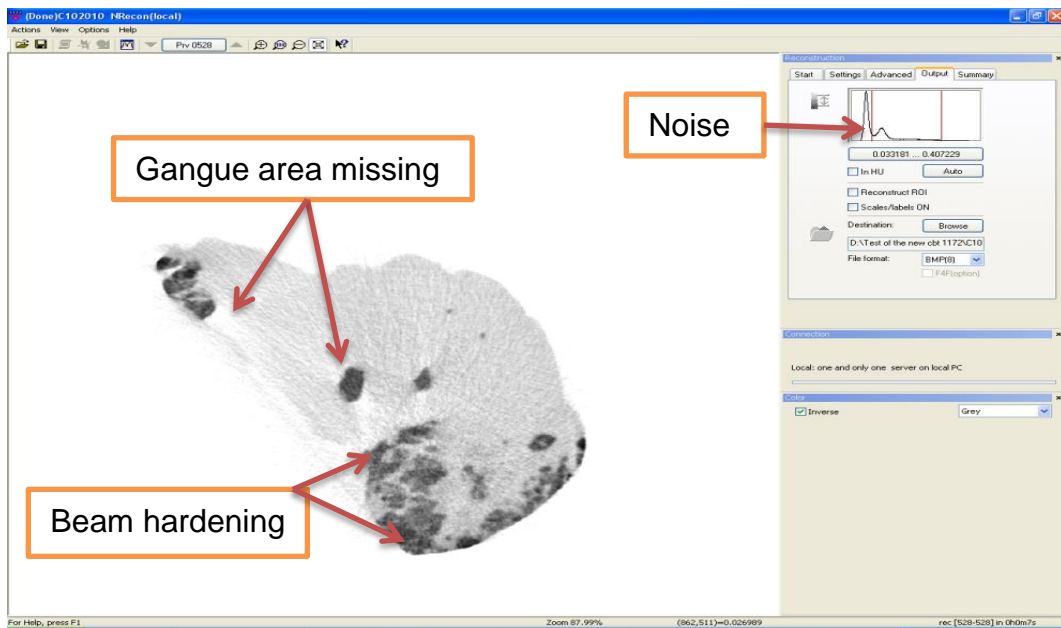 (Done)C102010 NRecon(local)
Actions View Options Help
Prv 0528
Reconstruction
Start Settings Advanced Output Summary
Noise
Gangue area missing
0.033181 ... 0.407229
In HU Auto
Reconstruct ROI
Scales/labels ON
Destination: Browse
D:\Test of the new cbt 1172\C10
File format: BMP(8)
F4F(option)
Connection
Local: one and only one server on local PC
Color
Inverse Grey
Beam hardening
For Help, press F1 Zoom 87.99% (862,511)=0.026989 rec [528-528] in 0h0m7s